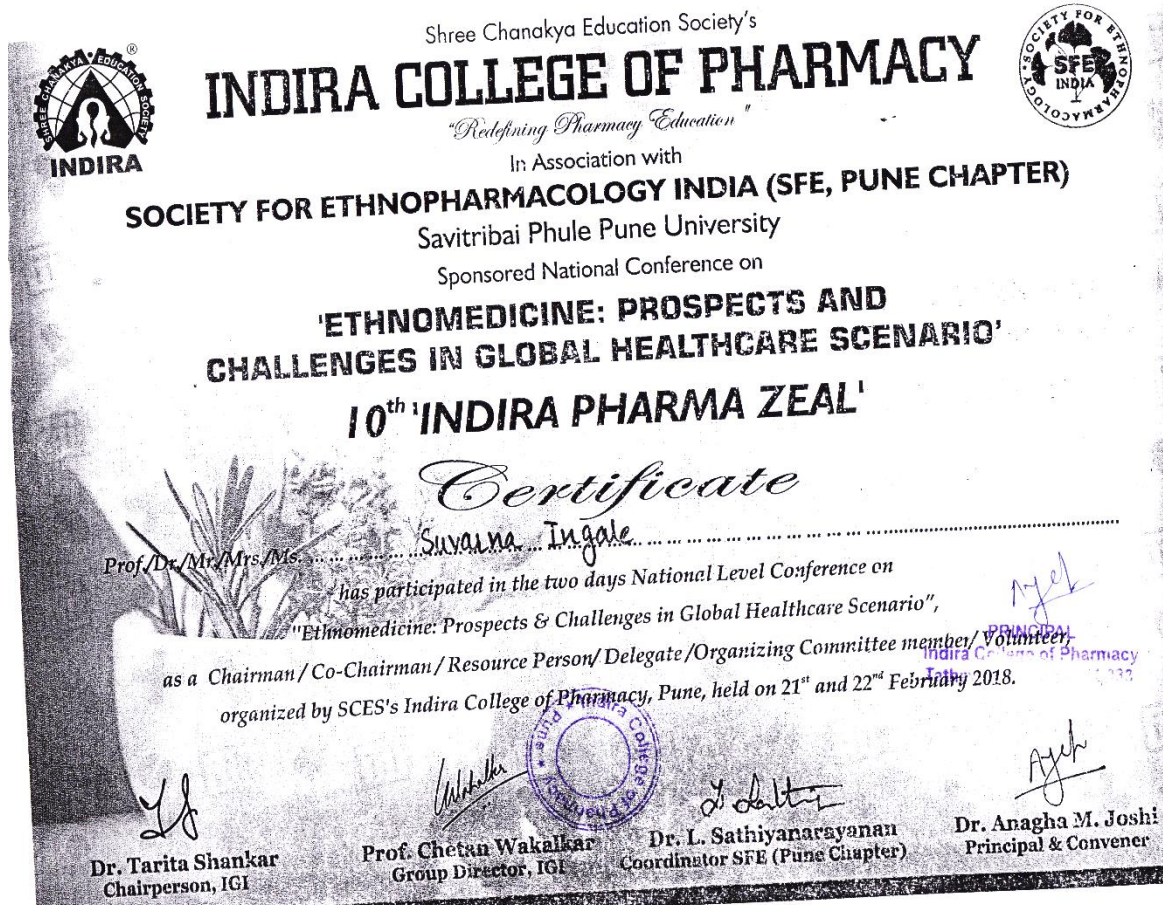 SHREE CHANAKYA EDUCATION SOCIETY
®
INDIRA
Shree Chanakya Education Society's
INDIRA COLLEGE OF PHARMACY
"Redefining Pharmacy Education"
SOCIETY FOR ETHNOPHARMACOLOGY
SFE
INDIA
In Association with
SOCIETY FOR ETHNOPHARMACOLOGY INDIA (SFE, PUNE CHAPTER)
Savitribai Phule Pune University
Sponsored National Conference on
'ETHNOMEDICINE: PROSPECTS AND
CHALLENGES IN GLOBAL HEALTHCARE SCENARIO'
10th 'INDIRA PHARMA ZEAL'
Certificate
Prof./Dr./Mr./Mrs./Ms. Suvarna Ingale
has participated in the two days National Level Conference on
"Ethnomedicine: Prospects & Challenges in Global Healthcare Scenario",
as a Chairman / Co-Chairman / Resource Person/ Delegate /Organizing Committee member/ Volunteer,
organized by SCES's Indira College of Pharmacy, Pune, held on 21st and 22nd February 2018.
PRINCIPAL
Indira College of Pharmacy
Indira College of Pharmacy
Pune
Dr. Tarita Shankar
Chairperson, IGI
Prof. Chetan Wakalkar
Group Director, IGI
Dr. L. Sathiyanarayanan
Coordinator SFE (Pune Chapter)
Dr. Anagha M. Joshi
Principal & Convener